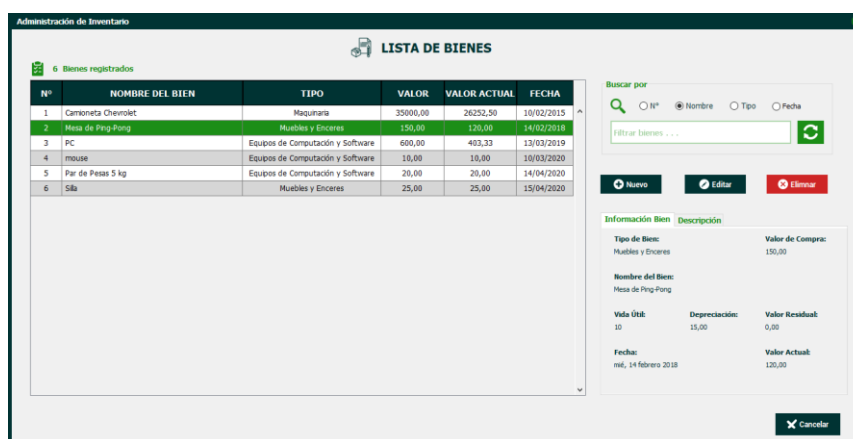 Administración de Inventario
LISTA DE BIENES
6 Bienes registrados
Nº NOMBRE DEL BIEN TIPO VALOR VALOR ACTUAL FECHA
1 Camioneta Chevrolet Maquinaria 35000,00 26252,50 10/02/2015
2 Mesa de Ping-Pong Muebles y Enceres 150,00 120,00 14/02/2018
3 PC Equipos de Computación y Software 600,00 403,33 13/03/2019
4 mouse Equipos de Computación y Software 10,00 10,00 10/03/2020
5 Par de Pesas 5 kg Equipos de Computación y Software 20,00 20,00 14/04/2020
6 Silla Muebles y Enceres 25,00 25,00 15/04/2020
Buscar por
Nº Nombre Tipo Fecha
Filtrar bienes . . .
Nuevo Editar Elimnar
Información Bien Descripción
Tipo de Bien: Valor de Compra:
Muebles y Enceres 150,00
Nombre del Bien:
Mesa de Ping-Pong
Vida Útil: Depreciación: Valor Residual:
10 15,00 0,00
Fecha: Valor Actual:
mié, 14 febrero 2018 120,00
Cancelar